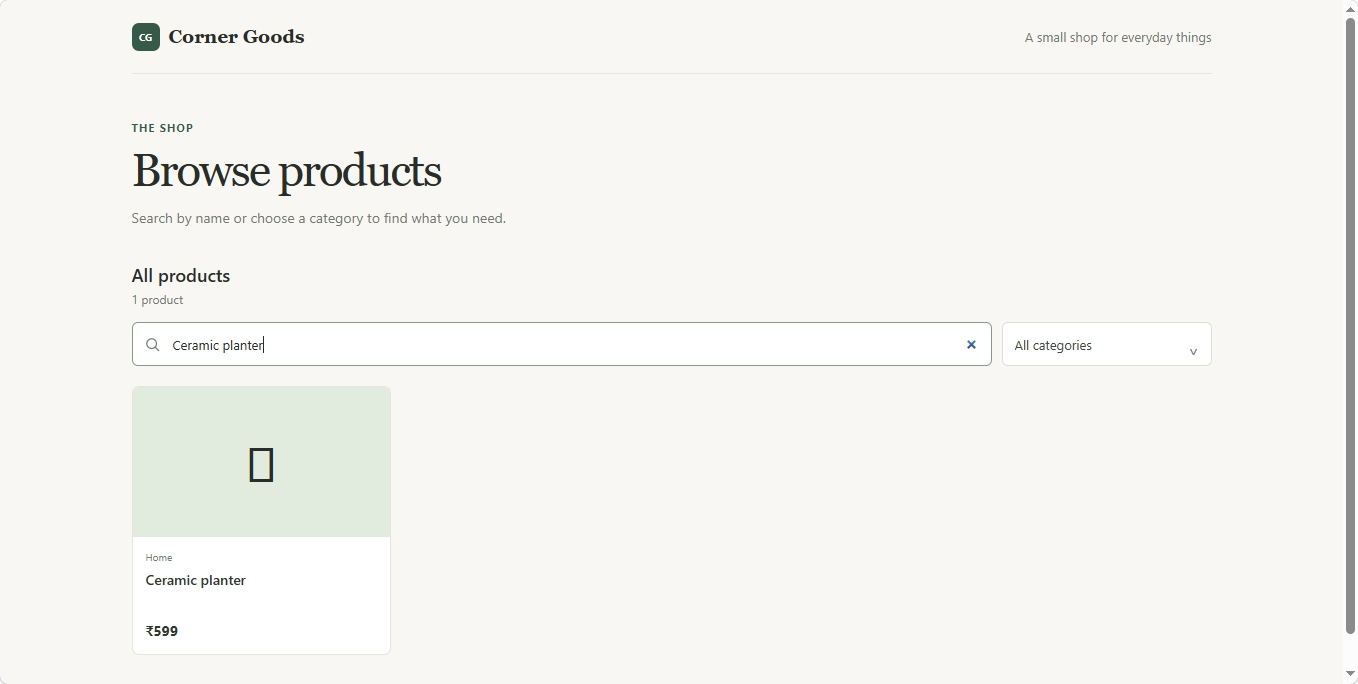 CG Corner Goods
A small shop for everyday things
THE SHOP
Browse products
Search by name or choose a category to find what you need.
All products
1 product
Ceramic planter
All categories
Home
Ceramic planter
₹599